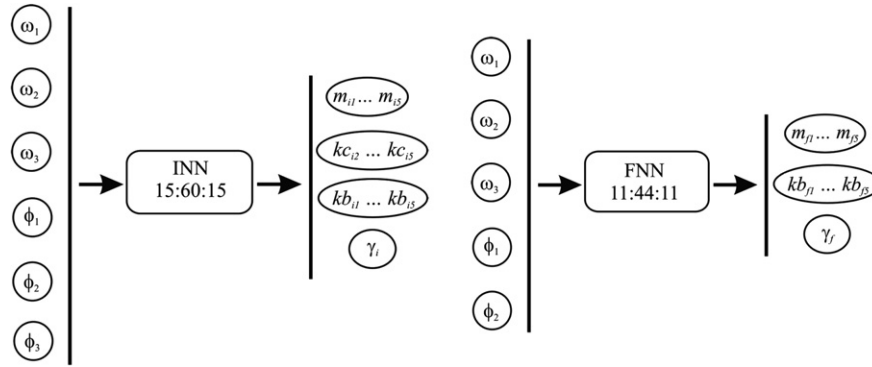 ω1
ω2
ω3
ϕ1
ϕ2
ϕ3
INN
15:60:15
mi1... mi5
kci2 ... kci5
kbi1 ... kbi5
γi
ω1
ω2
ω3
ϕ1
ϕ2
FNN
11:44:11
mf1... mf5
kbf1 ... kbf5
γf